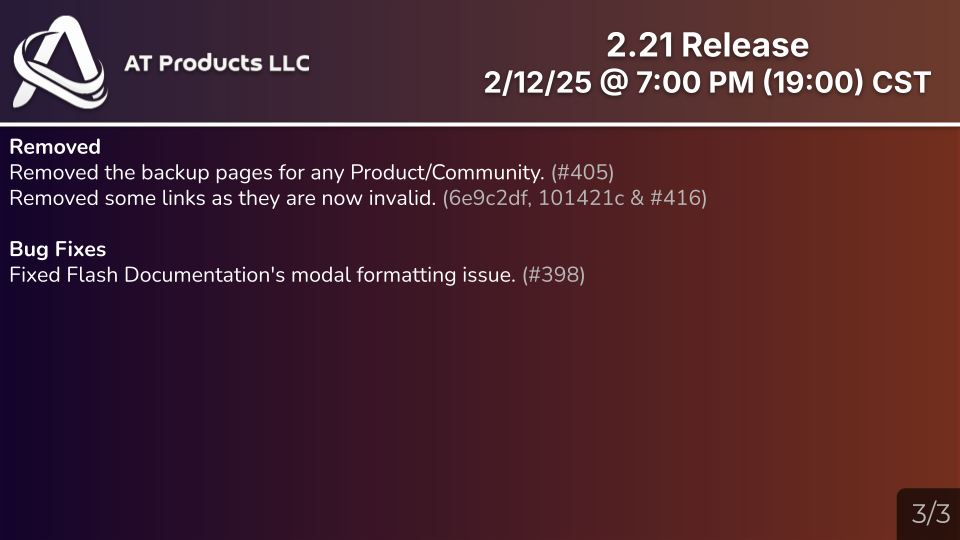 AT Products LLC
2.21 Release
2/12/25 @ 7:00 PM (19:00) CST
Removed
Removed the backup pages for any Product/Community. (#405)
Removed some links as they are now invalid. (6e9c2df, 101421c & #416)
Bug Fixes
Fixed Flash Documentation's modal formatting issue. (#398)
3/3